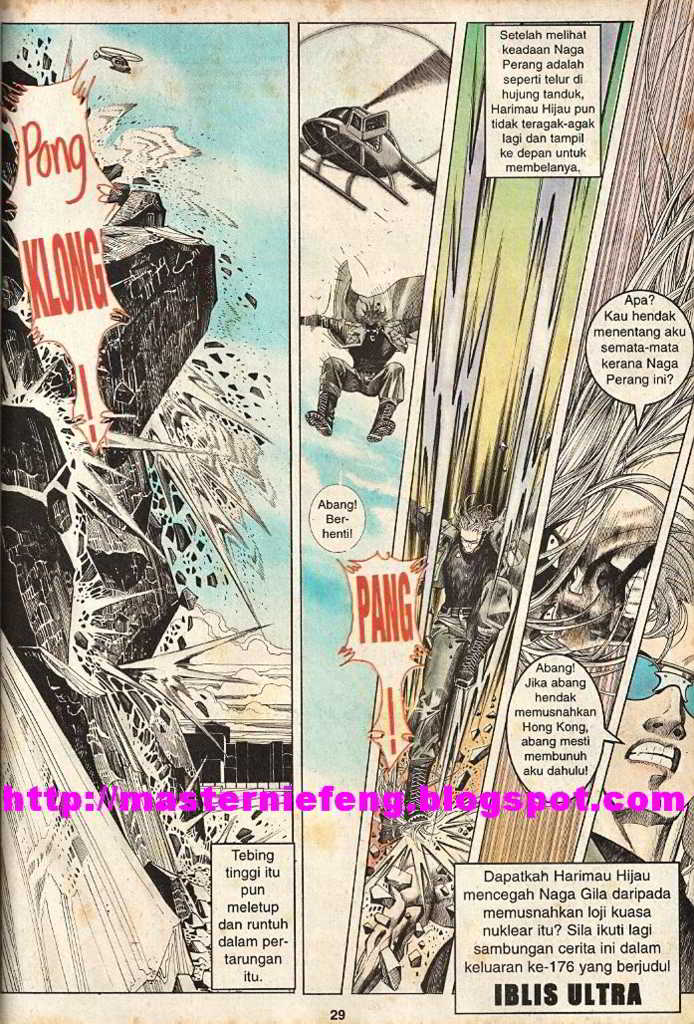 Pong
KLONG
!
Tebing
tinggi itu
pun
meletup
dan runtuh
dalam per-
tarungan
itu.
Abang!
Ber-
henti!
Setelah melihat
keadaan Naga
Perang adalah
seperti telur di
hujung tanduk,
Harimau Hijau pun
tidak teragak-agak
lagi dan tampil
ke depan untuk
membelanya.
PANG
!
Apa?
Kau hendak
menentang aku
semata-mata
kerana Naga
Perang ini?
Abang!
Jika abang
hendak
memusnahkan
Hong Kong,
abang mesti
membunuh
aku dahulu!
http://masterniefeng.blogspot.com
Dapatkah Harimau Hijau
mencegah Naga Gila daripada
memusnahkan loji kuasa
nuklear itu? Sila ikuti lagi
sambungan cerita ini dalam
keluaran ke-176 yang berjudul
IBLIS ULTRA
29